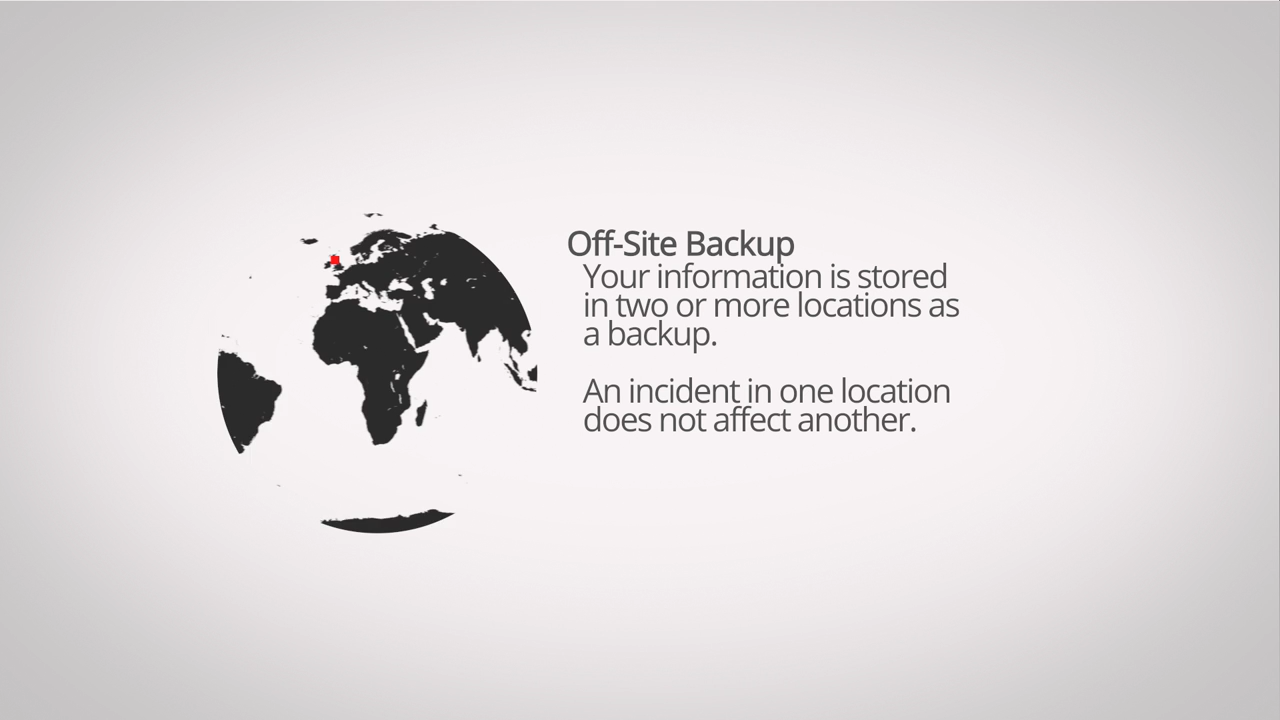 Off-Site Backup
Your information is stored
in two or more locations as
a backup.
An incident in one location
does not affect another.